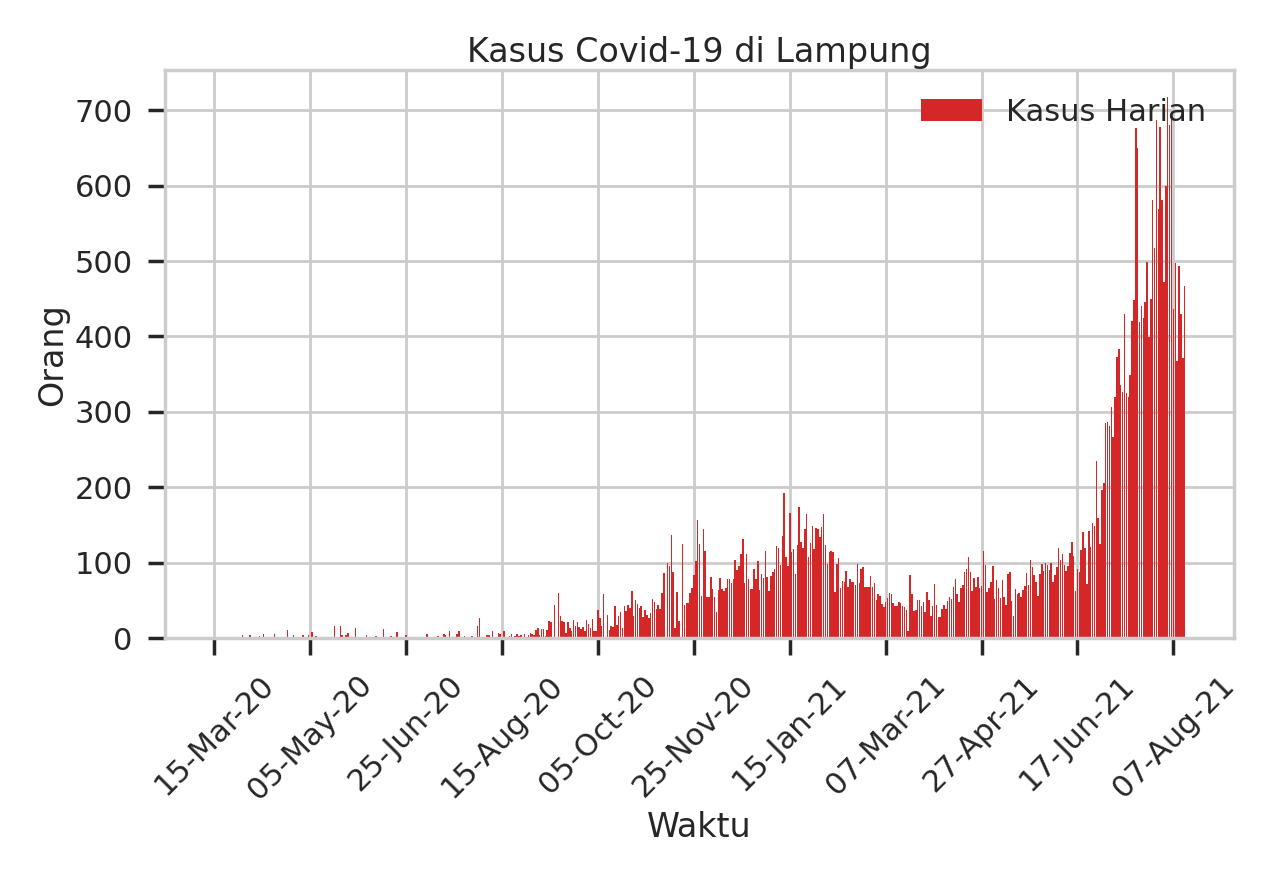 Kasus Covid-19 di Lampung
Kasus Harian
Orang
700
600
500
400
300
200
100
0
15-Mar-20
05-May-20
25-Jun-20
15-Aug-20
05-Oct-20
25-Nov-20
15-Jan-21
07-Mar-21
27-Apr-21
17-Jun-21
07-Aug-21
Waktu